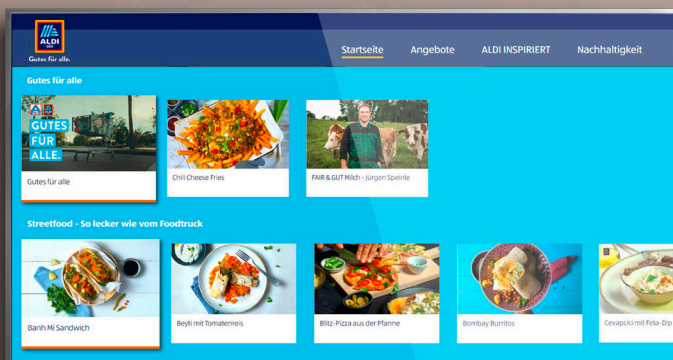 ALDI
SÜD
Gutes für alle.
Startseite
Angebote
ALDI INSPIRIERT
Nachhaltigkeit
Gutes für alle
GUTES
FÜR
ALLE.
Gutes für alle
Chili Cheese Fries
FAIR & GUT Milch - Jürgen Speinle
Streetfood - So lecker wie vom Foodtruck
Banh Mi Sandwich
Beyti mit Tomatenreis
Blitz-Pizza aus der Pfanne
Bombay Burritos
Cevapcici mit Feta-Dip